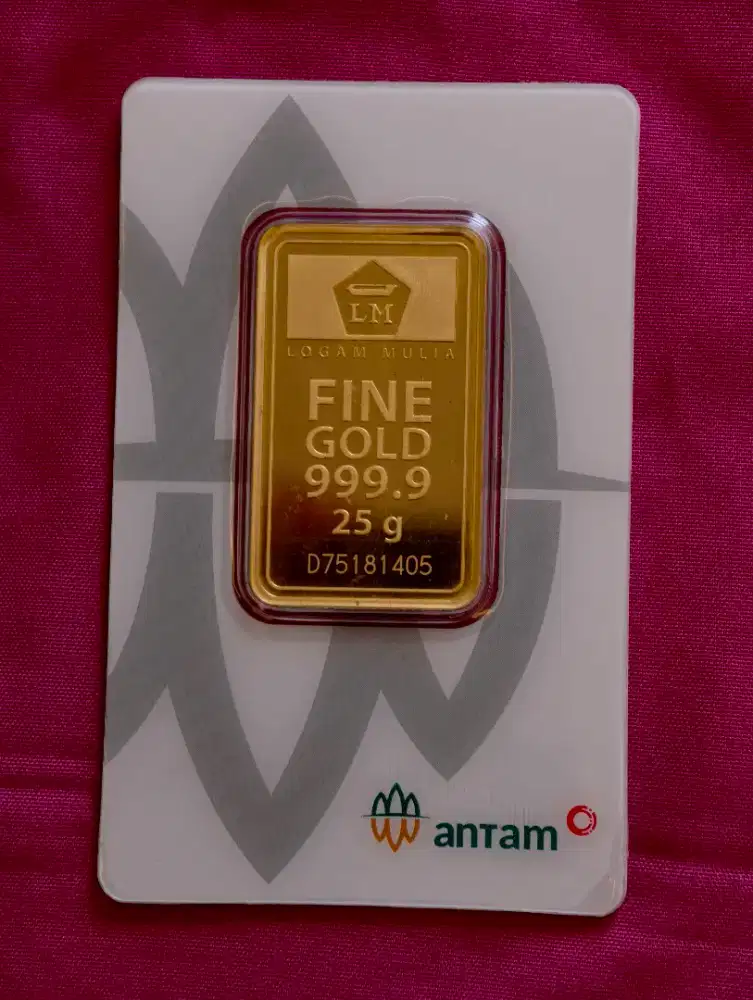 LM
LOGAM MULIA
FINE
GOLD
999.9
25 g
D75181405
antam